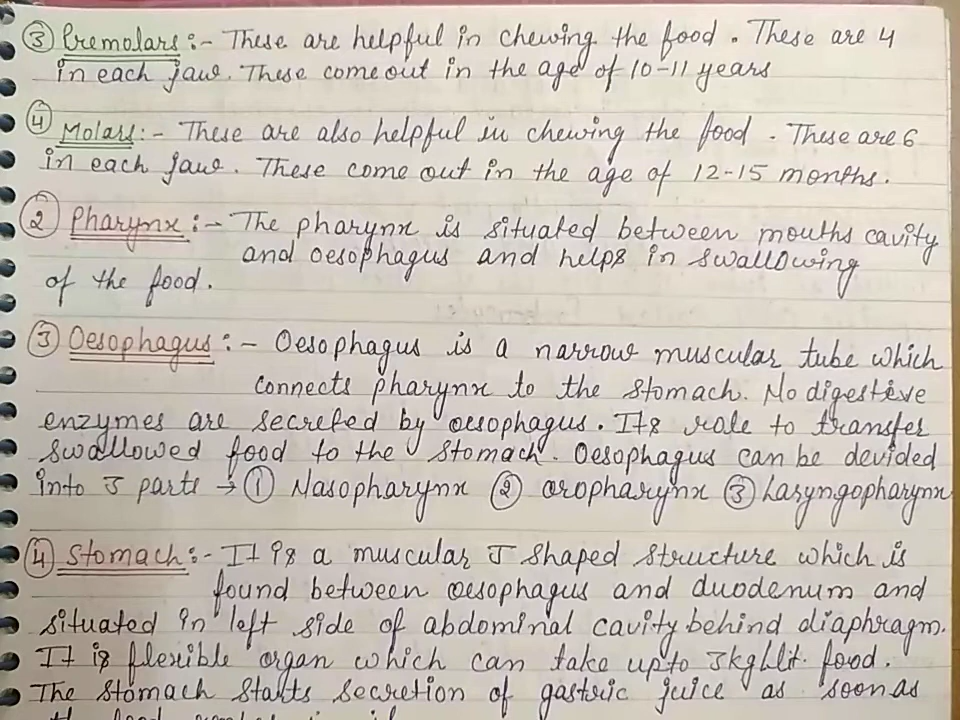 ③ Premolars :- These are helpful in chewing the food. These are 4
in each jaw. These come out in the age of 10-11 years
④ Molars :- These are also helpful in chewing the food. These are 6
in each jaw. These come out in the age of 12-15 months.
② Pharynx :- The pharynx is situated between mouths cavity
and oesophagus and helps in swallowing
of the food.
③ Oesophagus :- Oesophagus is a narrow muscular tube which
connects pharynx to the stomach. No digestive
enzymes are secreted by oesophagus. Its role to transfer
swallowed food to the stomach. Oesophagus can be devided
into 3 parts → ① Nasopharynx ② oropharynx ③ Laryngopharynx
④ Stomach :- It is a muscular J shaped structure which is
found between oesophagus and duodenum and
situated in left side of abdominal cavity behind diaphragm.
It is flexible organ which can take upto 3kg/lit. food.
The stomach starts secretion of gastric juice as soon as